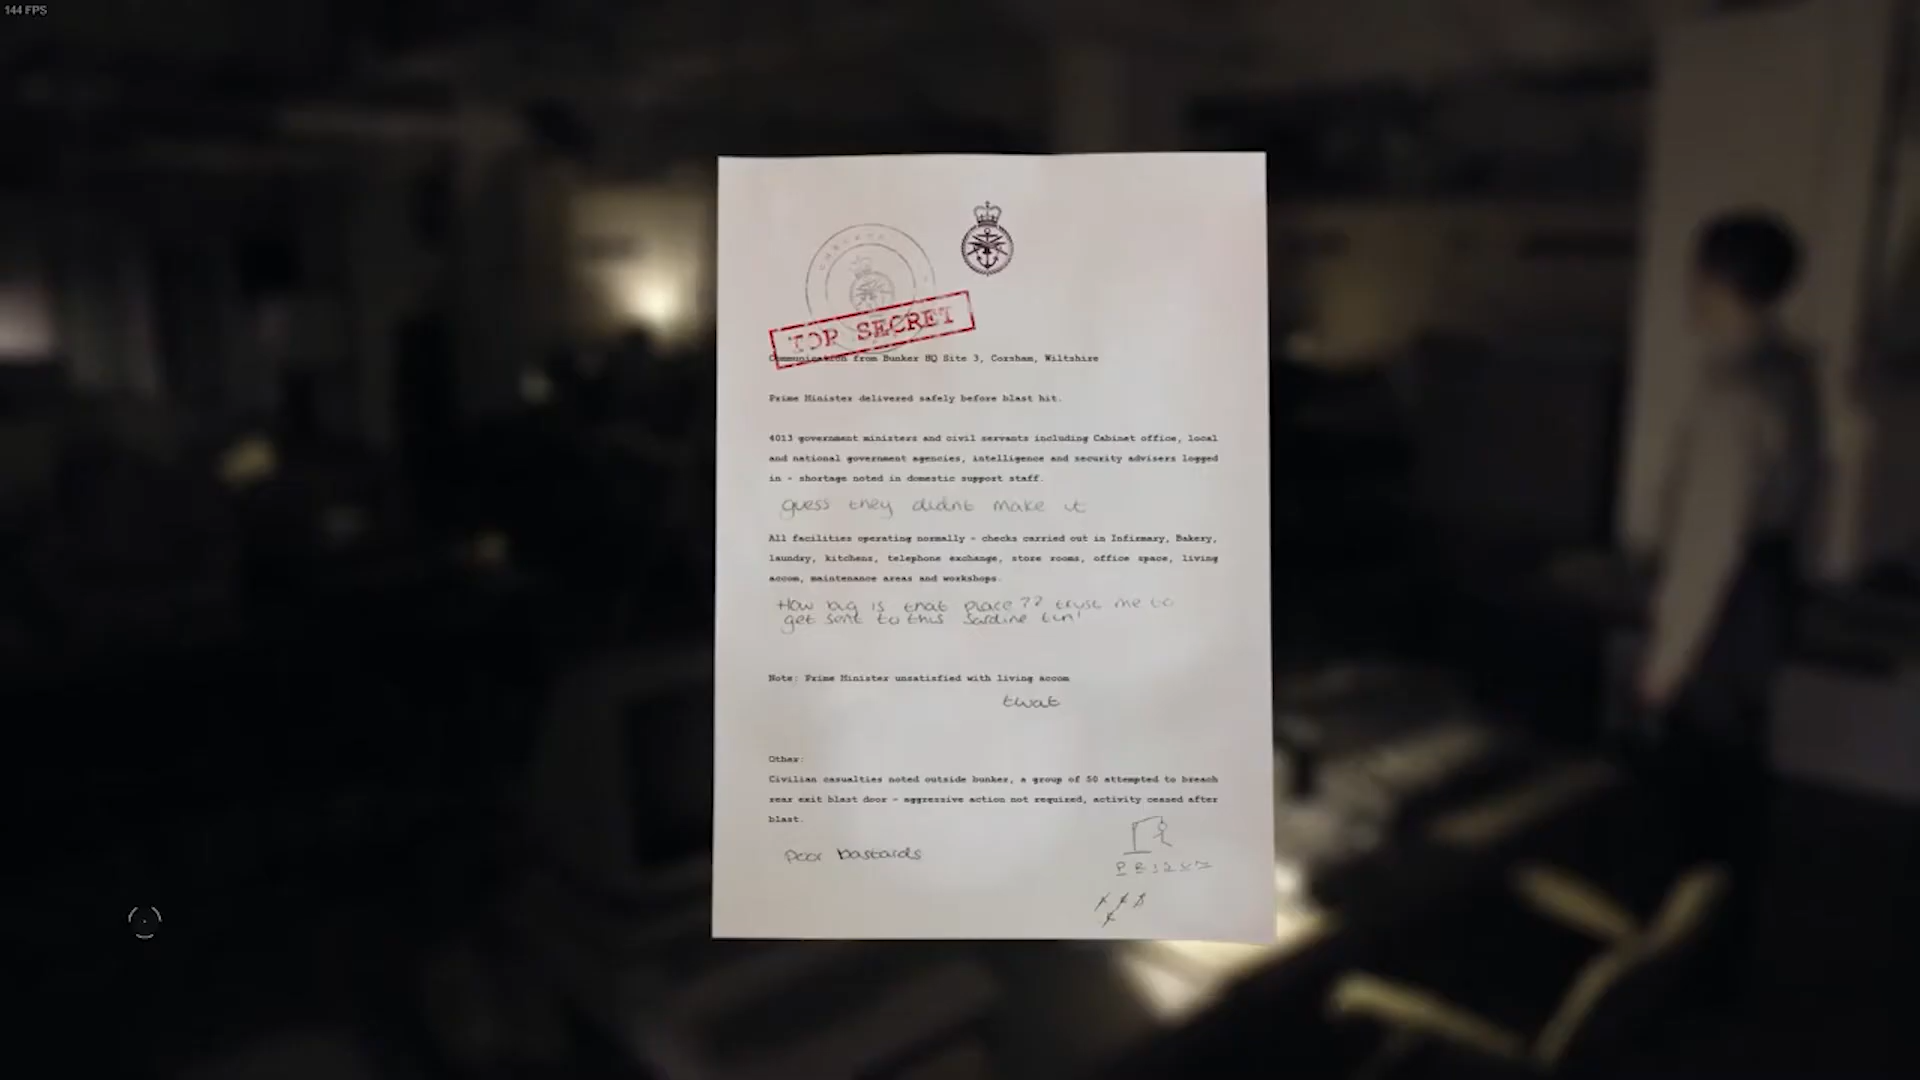 144 FPS
TOP SECRET
Communication from Bunker HQ Site 3, Corsham, Wiltshire
Prime Minister delivered safely before blast hit.
4013 government ministers and civil servants including Cabinet office, local
and national government agencies, intelligence and security advisers logged
in - shortage noted in domestic support staff.
guess they didnt make it
All facilities operating normally - checks carried out in Infirmary, Bakery,
laundry, kitchens, telephone exchange, store rooms, office space, living
accom, maintenance areas and workshops.
How big is that place?? trust me to
get sent to this sardine tin!
Note: Prime Minister unsatisfied with living accom
twat
Other:
Civilian casualties noted outside bunker, a group of 50 attempted to breach
rear exit blast door - aggressive action not required, activity ceased after
blast.
Poor bastards